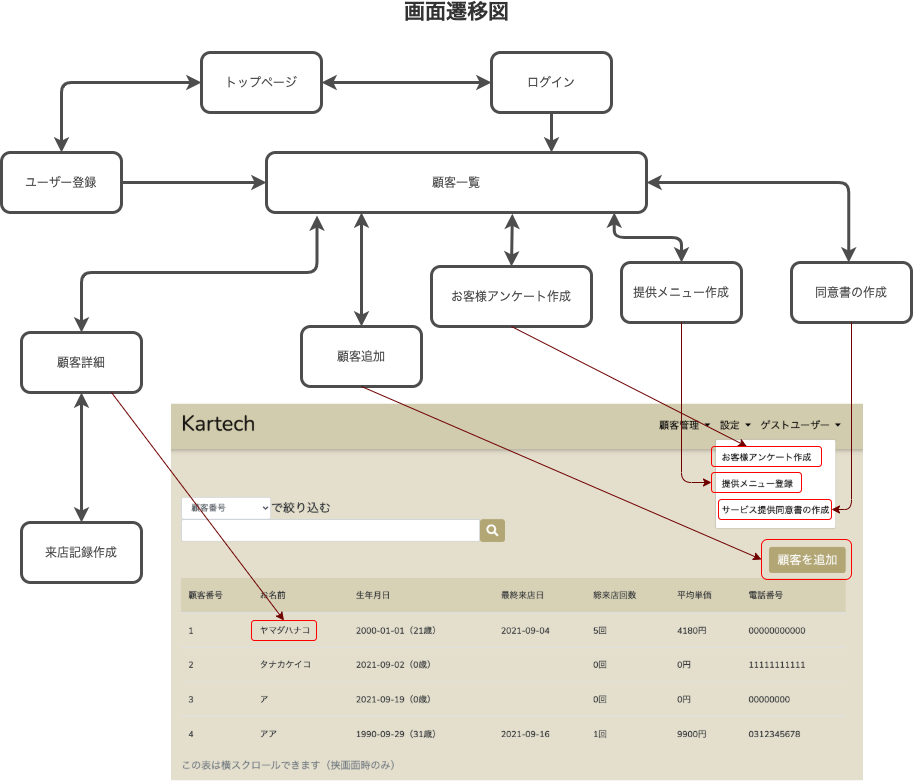 画面遷移図
トップページ
ログイン
ユーザー登録
顧客一覧
お客様アンケート作成
提供メニュー作成
同意書の作成
顧客詳細
顧客追加
来店記録作成
Kartech
顧客管理 設定 ゲストユーザー
お客様アンケート作成
提供メニュー登録
サービス提供同意書の作成
顧客番号 で絞り込む
顧客を追加
顧客番号 お名前 生年月日 最終来店日 総来店回数 平均単価 電話番号
1 ヤマダハナコ 2000-01-01（21歳） 2021-09-04 5回 4180円 00000000000
2 タナカケイコ 2021-09-02（0歳） 0回 0円 11111111111
3 ア 2021-09-19（0歳） 0回 0円 00000000
4 アア 1990-09-29（31歳） 2021-09-16 1回 9900円 0312345678
この表は横スクロールできます（挟画面時のみ）